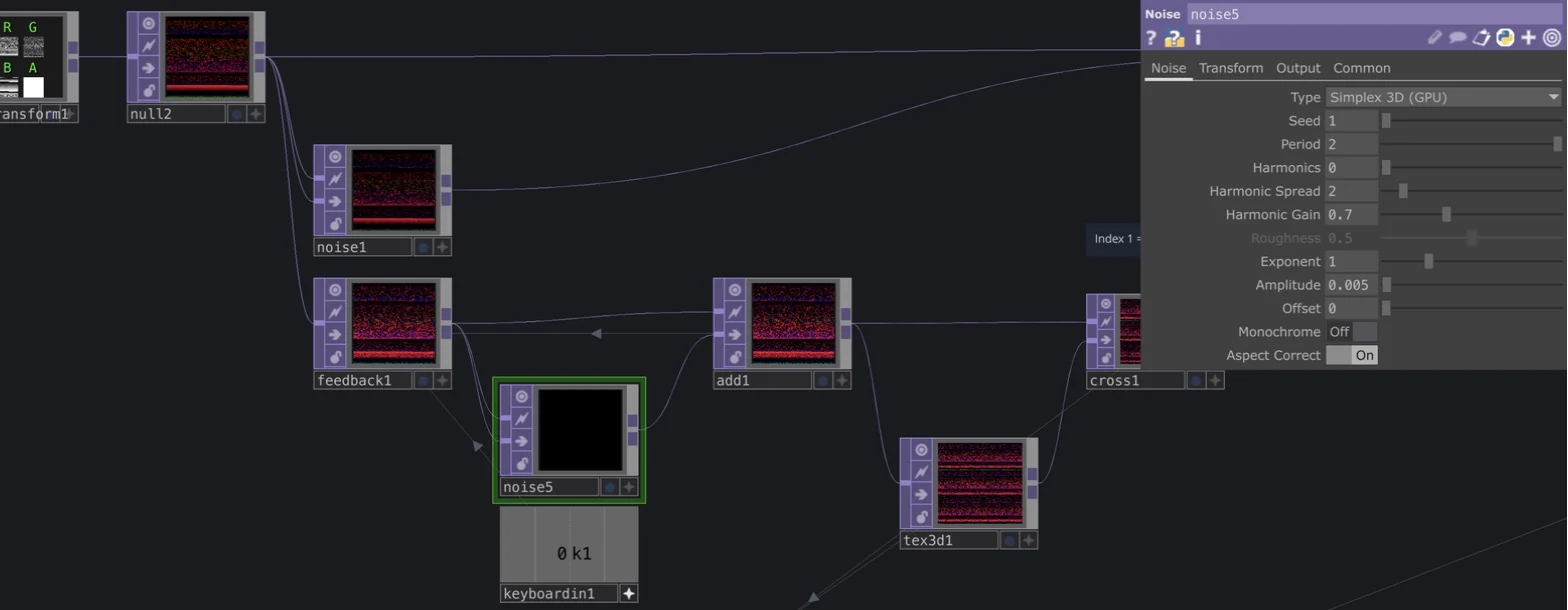 R G
B A
ransform1
null2
noise1
feedback1
noise5
0 k1
keyboardin1
add1
tex3d1
Index 1 =
cross1
Noise noise5
? ? i
Noise Transform Output Common
Type Simplex 3D (GPU)
Seed 1
Period 2
Harmonics 0
Harmonic Spread 2
Harmonic Gain 0.7
Roughness 0.5
Exponent 1
Amplitude 0.005
Offset 0
Monochrome Off
Aspect Correct On